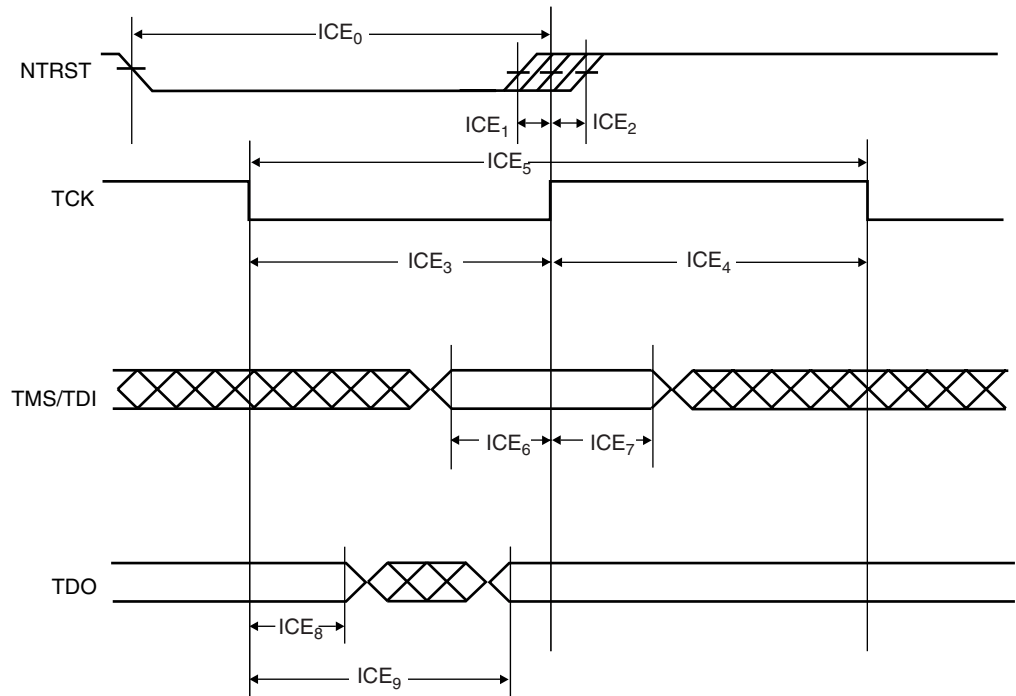 ICE₀
NTRST
ICE₁ ICE₂
ICE₅
TCK
ICE₃ ICE₄
TMS/TDI
ICE₆ ICE₇
TDO
ICE₈
ICE₉